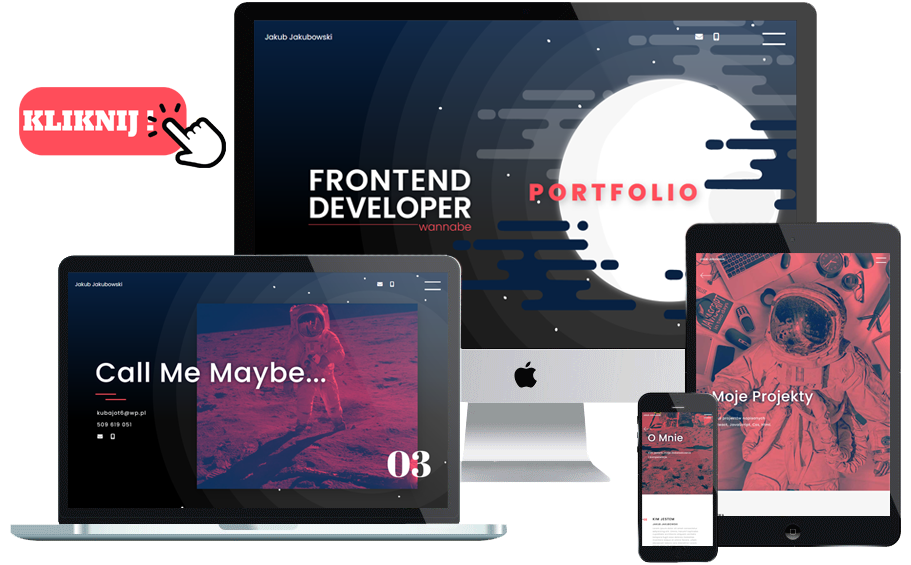 KLIKNIJ :
Jakub Jakubowski
FRONTEND
DEVELOPER
wannabe
PORTFOLIO
Jakub Jakubowski
Call Me Maybe...
kubajot6@wp.pl
509 619 051
03
Moje Projekty
O Mnie
KIM JESTEM